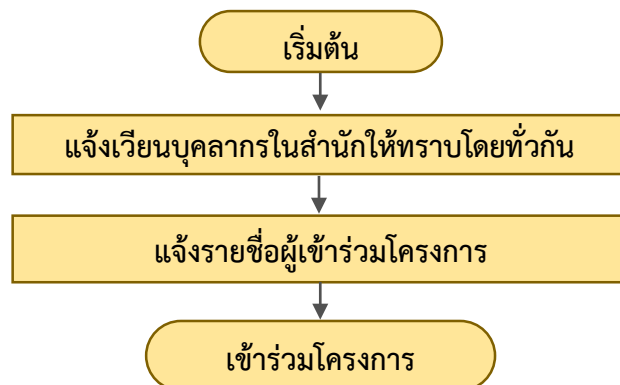 เริ่มต้น
แจ้งเวียนบุคลากรในสำนักให้ทราบโดยทั่วกัน
แจ้งรายชื่อผู้เข้าร่วมโครงการ
เข้าร่วมโครงการ